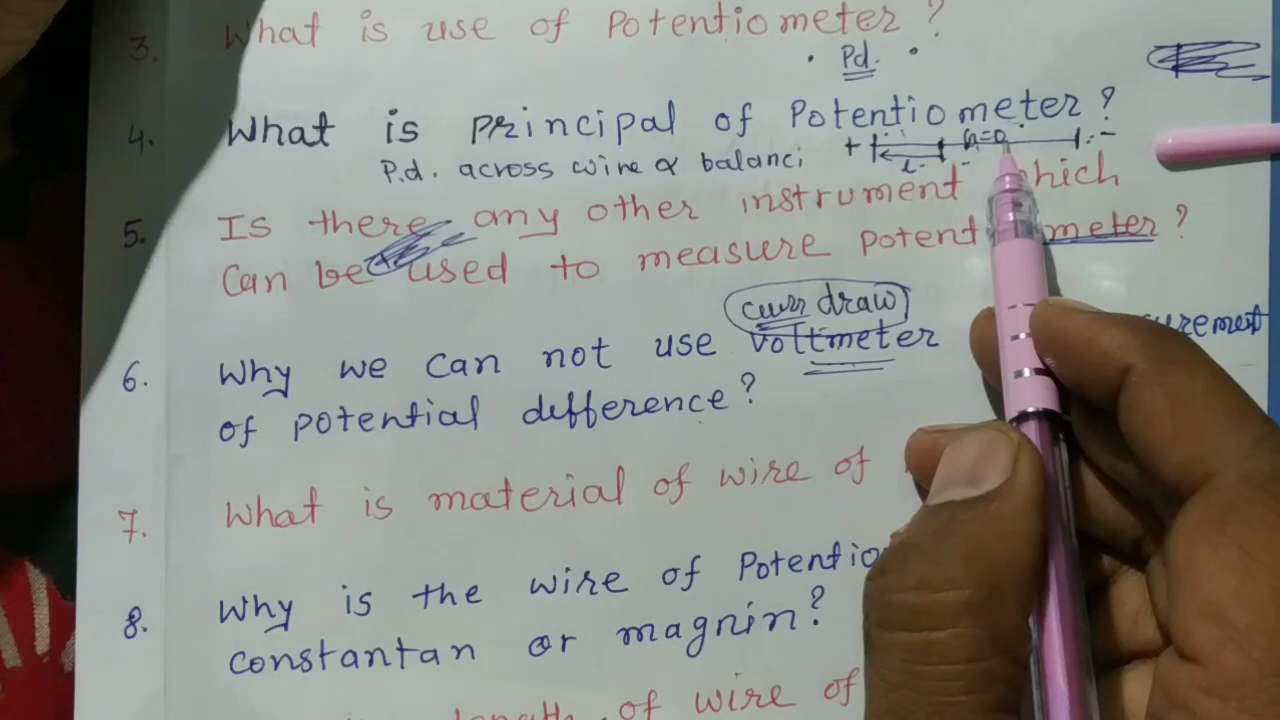 3. What is use of Potentiometer?
Pd.
4. What is principal of Potentiometer?
P.d. across wire α balanci + l -
5. Is there any other instrument which
can be used to measure potent meter?
curr draw
6. Why we can not use voltmeter urement
of potential difference?
7. What is material of wire of
8. Why is the wire of Potentio
constantan or magnin?
length of wire of